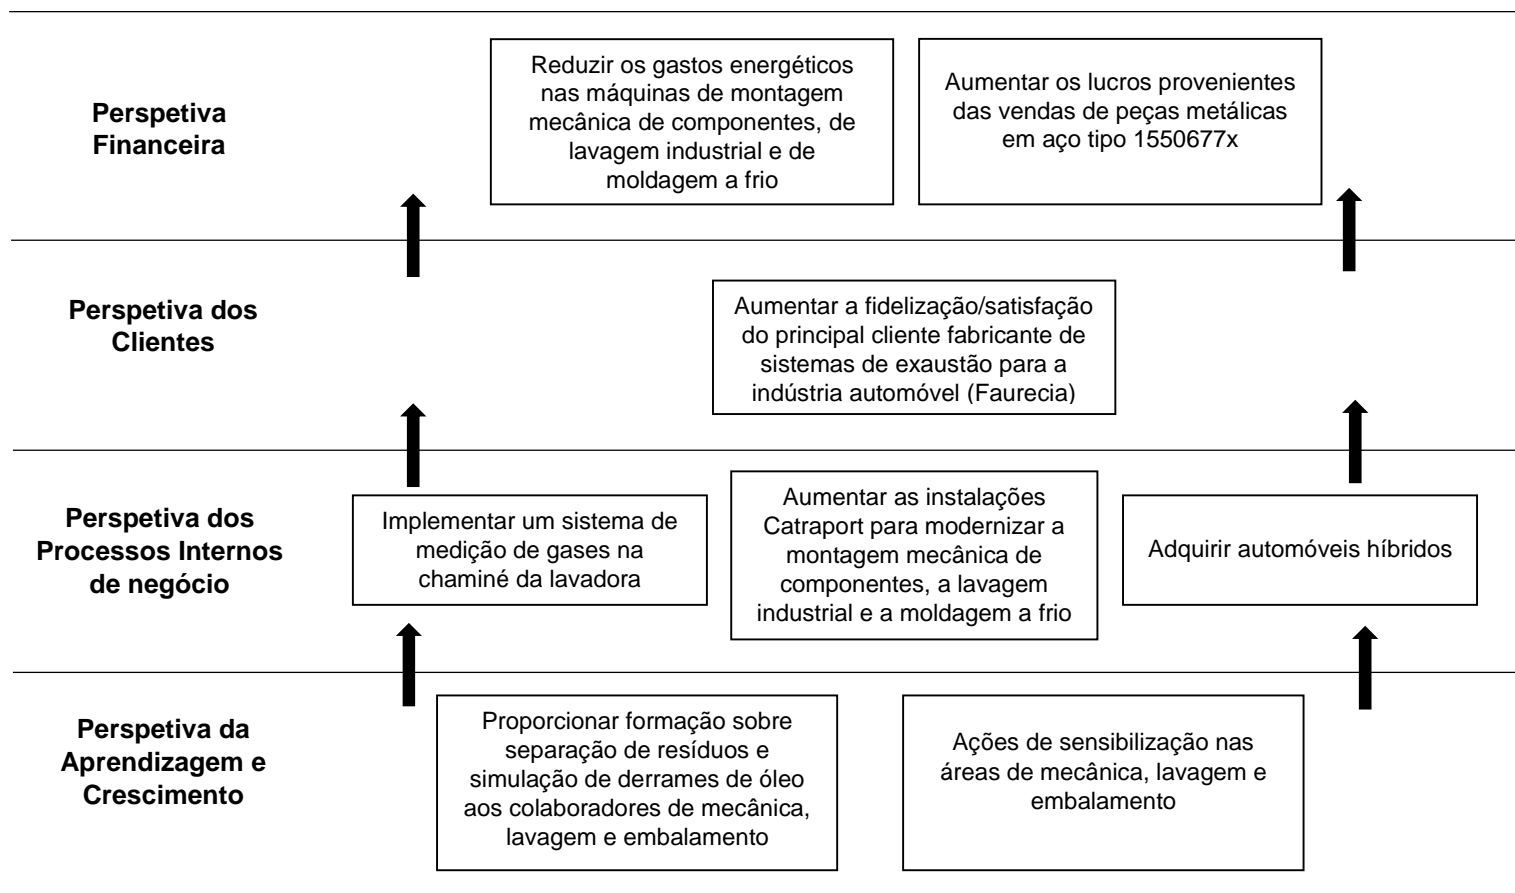 Perspetiva
Financeira
Reduzir os gastos energéticos
nas máquinas de montagem
mecânica de componentes, de
lavagem industrial e de
moldagem a frio
Aumentar os lucros provenientes
das vendas de peças metálicas
em aço tipo 1550677x
Perspetiva dos
Clientes
Aumentar a fidelização/satisfação
do principal cliente fabricante de
sistemas de exaustão para a
indústria automóvel (Faurecia)
Perspetiva dos
Processos Internos
de negócio
Implementar um sistema de
medição de gases na
chaminé da lavadora
Aumentar as instalações
Catraport para modernizar a
montagem mecânica de
componentes, a lavagem
industrial e a moldagem a frio
Adquirir automóveis híbridos
Perspetiva da
Aprendizagem e
Crescimento
Proporcionar formação sobre
separação de resíduos e
simulação de derrames de óleo
aos colaboradores de mecânica,
lavagem e embalamento
Ações de sensibilização nas
áreas de mecânica, lavagem e
embalamento